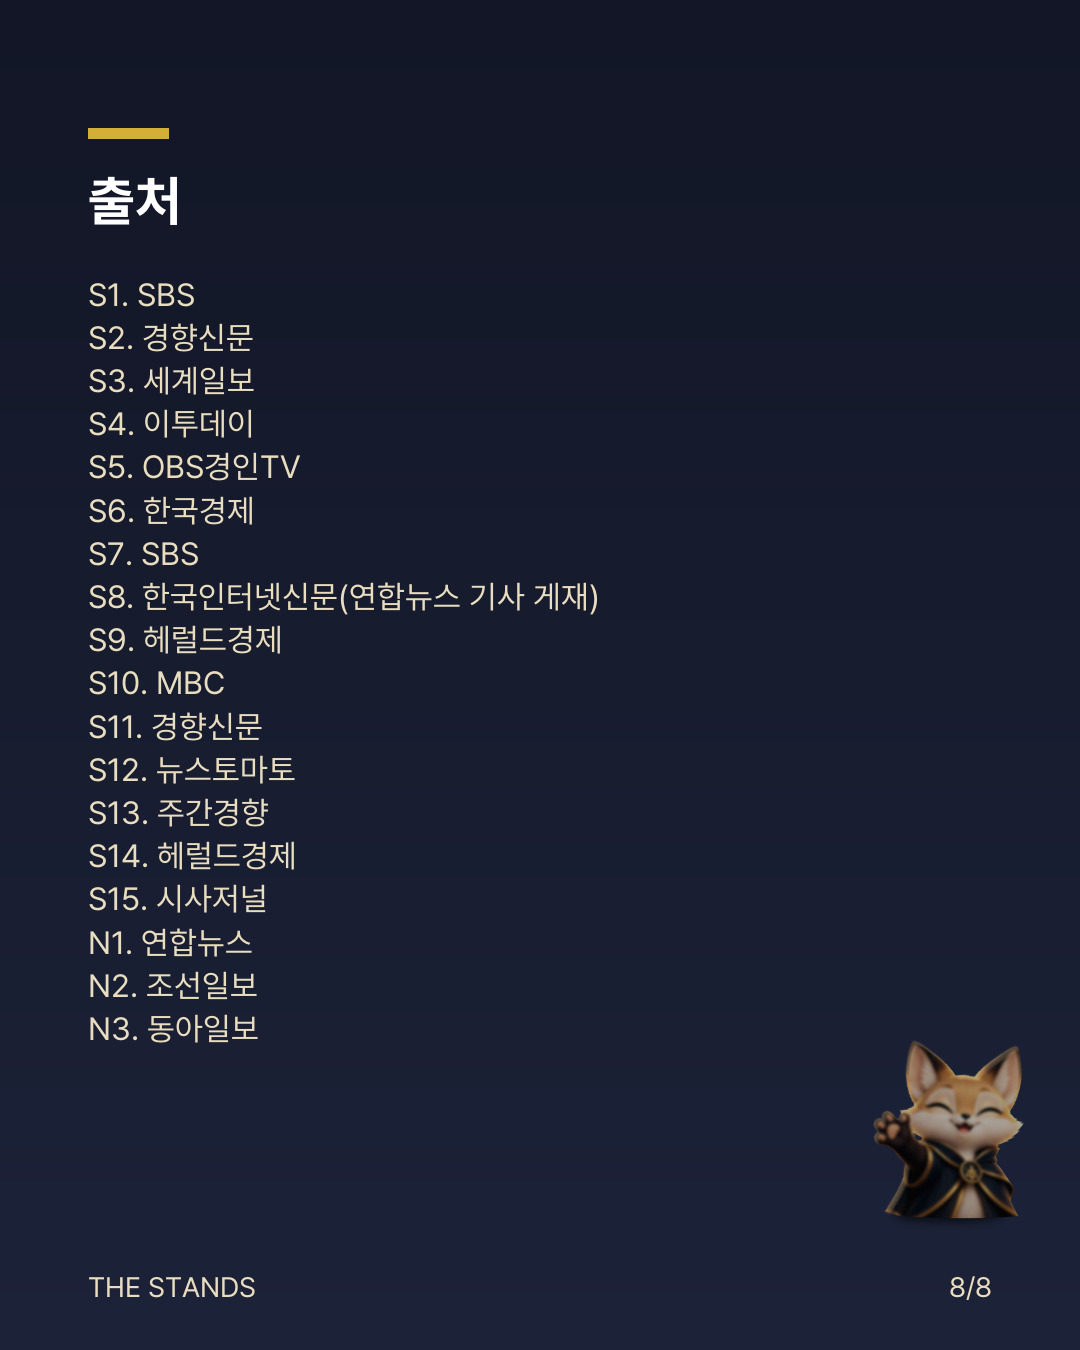 출처
S1. SBS
S2. 경향신문
S3. 세계일보
S4. 이투데이
S5. OBS경인TV
S6. 한국경제
S7. SBS
S8. 한국인터넷신문(연합뉴스 기사 게재)
S9. 헤럴드경제
S10. MBC
S11. 경향신문
S12. 뉴스토마토
S13. 주간경향
S14. 헤럴드경제
S15. 시사저널
N1. 연합뉴스
N2. 조선일보
N3. 동아일보
THE STANDS
8/8